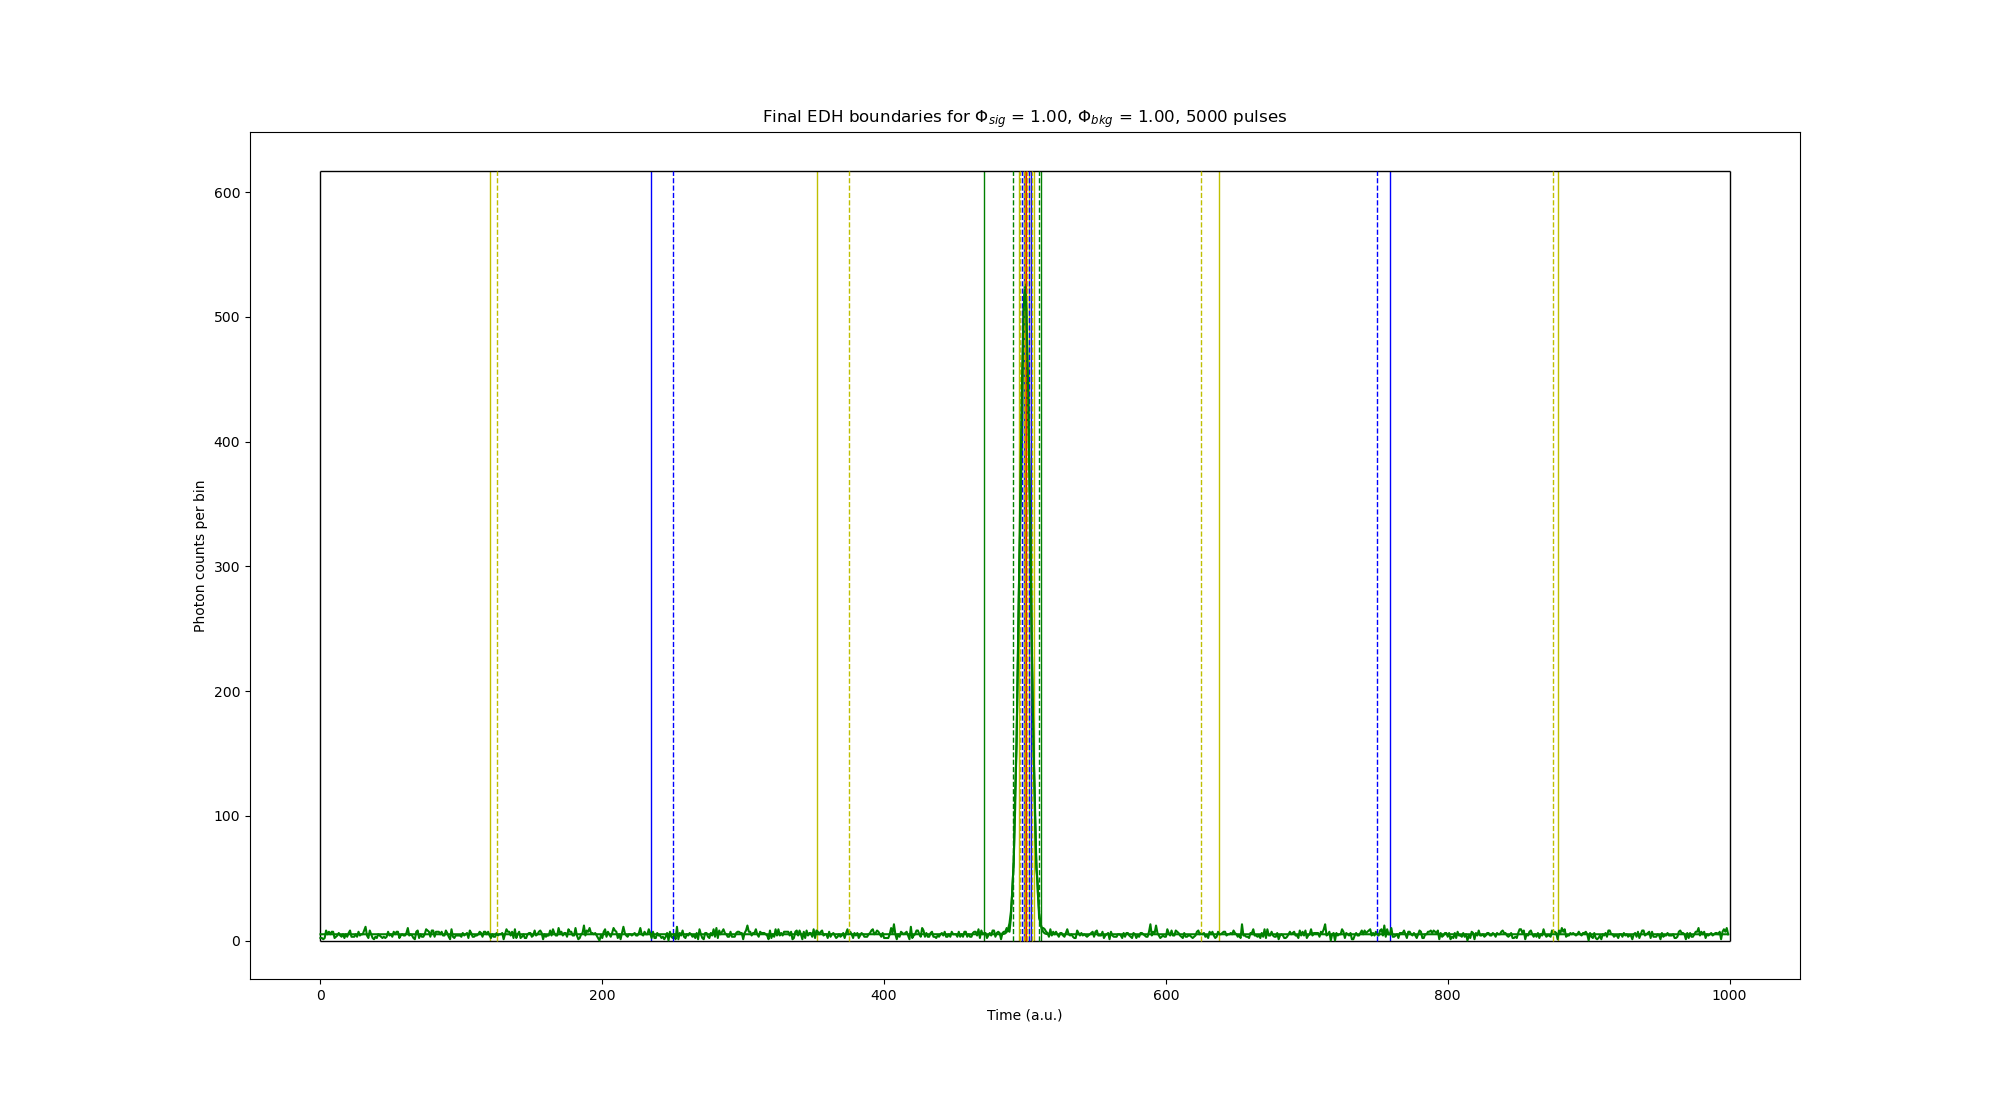 Final EDH boundaries for Φsig = 1.00, Φbkg = 1.00, 5000 pulses
600
500
400
300
200
100
0
Photon counts per bin
0 200 400 600 800 1000
Time (a.u.)